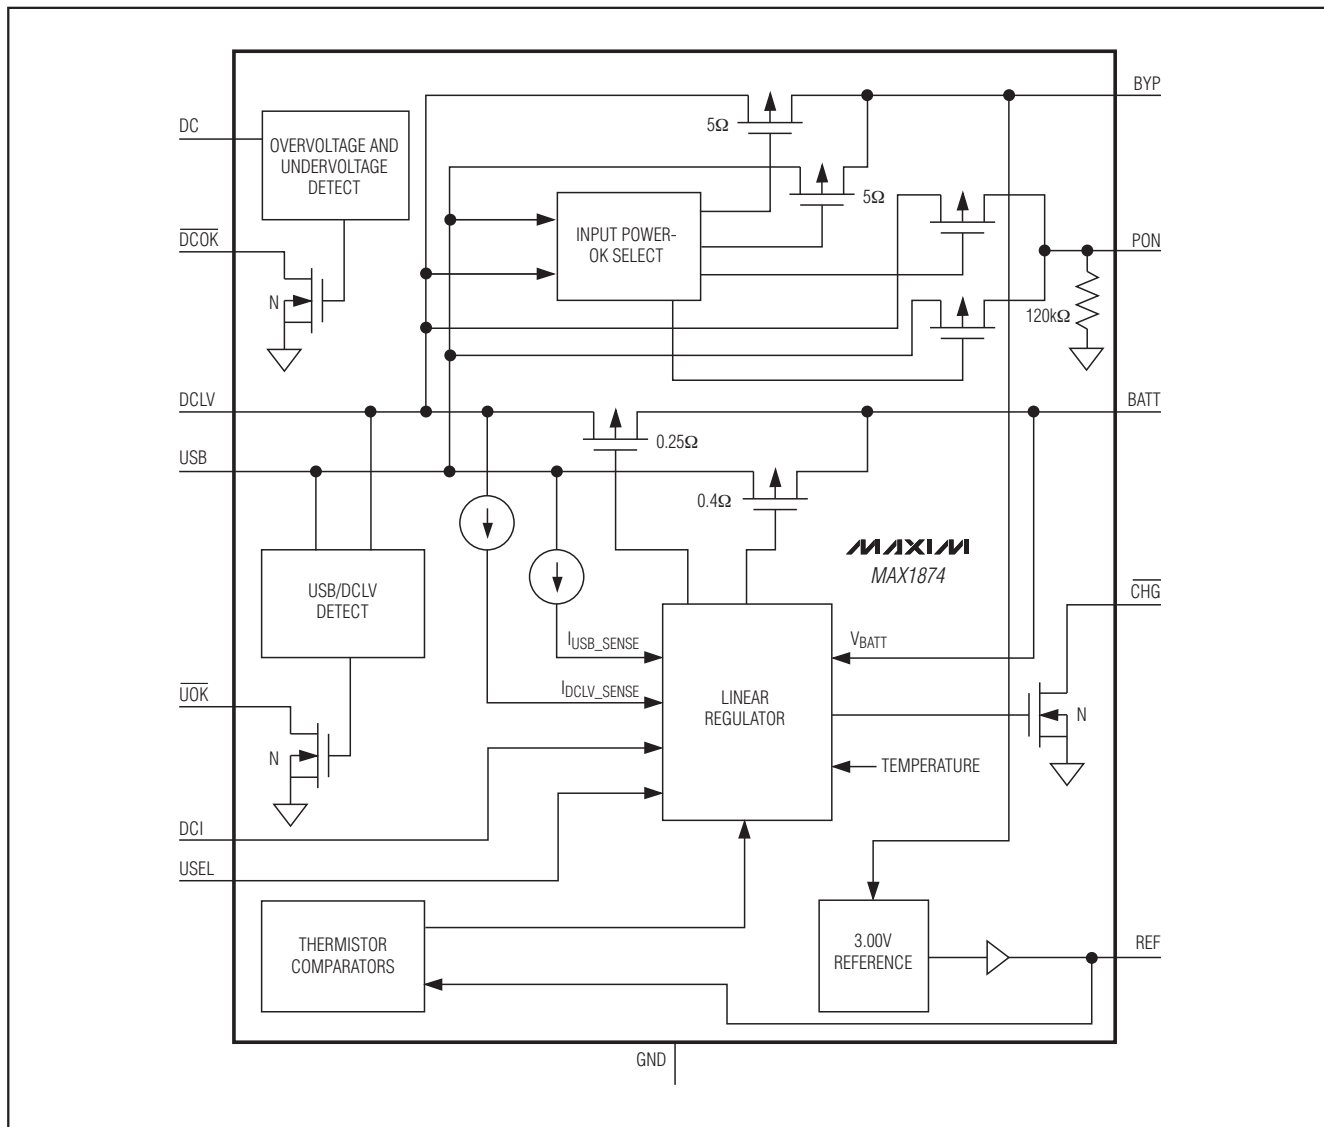 BYP
DC
OVERVOLTAGE AND
UNDERVOLTAGE
DETECT
5Ω
5Ω
DCOK
INPUT POWER-
OK SELECT
PON
N
120kΩ
DCLV
BATT
0.25Ω
USB
0.4Ω
MAXIM
MAX1874
USB/DCLV
DETECT
CHG
IUSB_SENSE
VBATT
IDCLV_SENSE
UOK
LINEAR
REGULATOR
N
N
TEMPERATURE
DCI
USEL
THERMISTOR
COMPARATORS
3.00V
REFERENCE
REF
GND